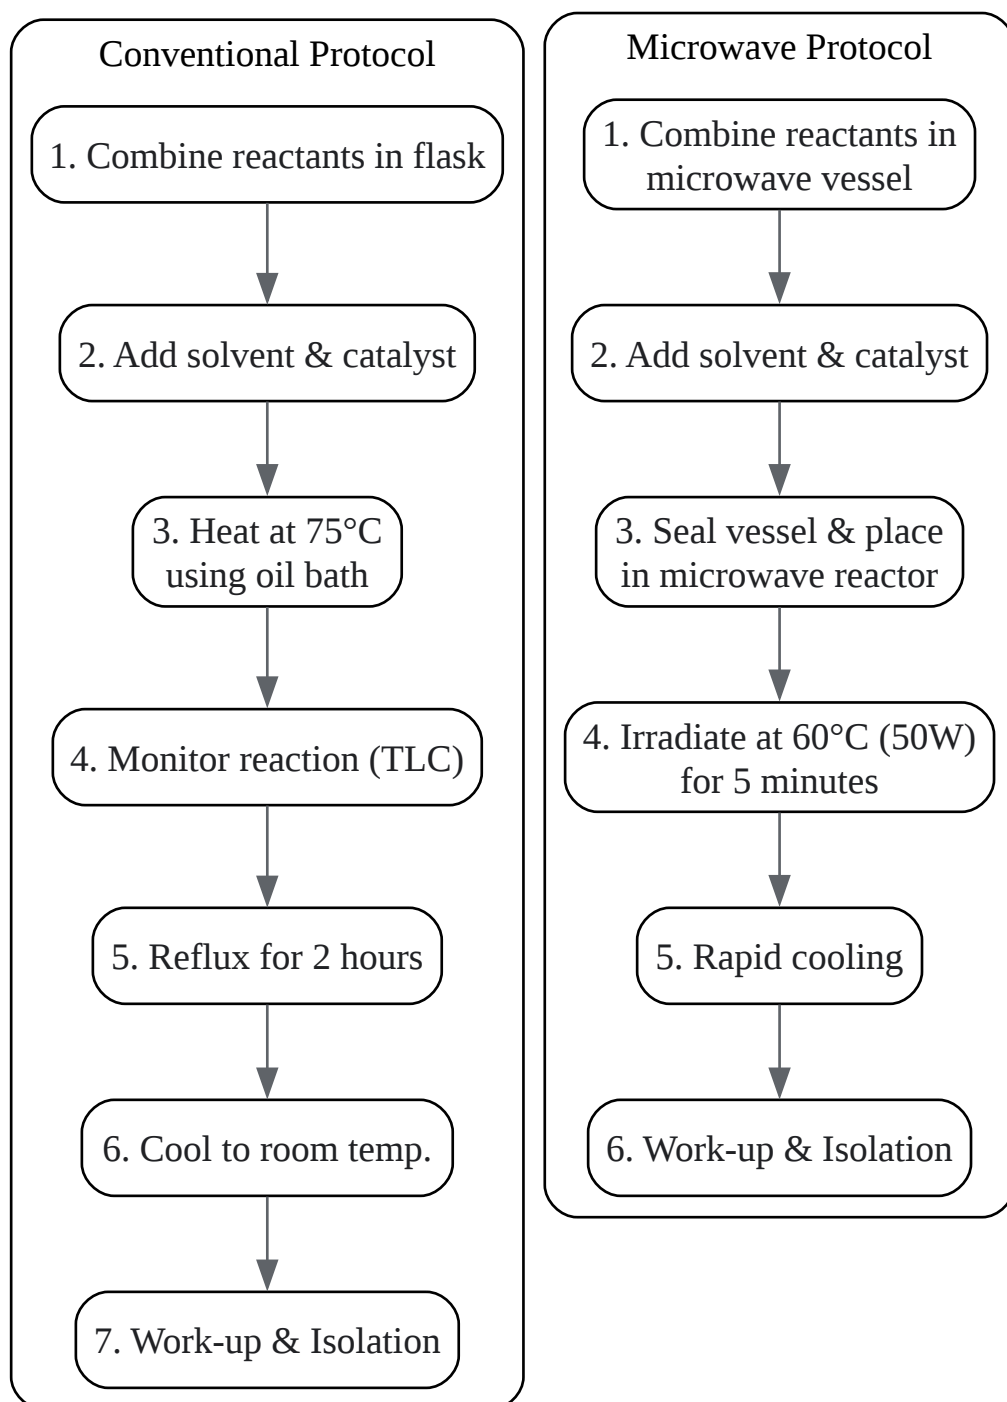 Conventional Protocol
1. Combine reactants in flask
2. Add solvent & catalyst
3. Heat at 75°C
using oil bath
4. Monitor reaction (TLC)
5. Reflux for 2 hours
6. Cool to room temp.
7. Work-up & Isolation
Microwave Protocol
1. Combine reactants in
microwave vessel
2. Add solvent & catalyst
3. Seal vessel & place
in microwave reactor
4. Irradiate at 60°C (50W)
for 5 minutes
5. Rapid cooling
6. Work-up & Isolation